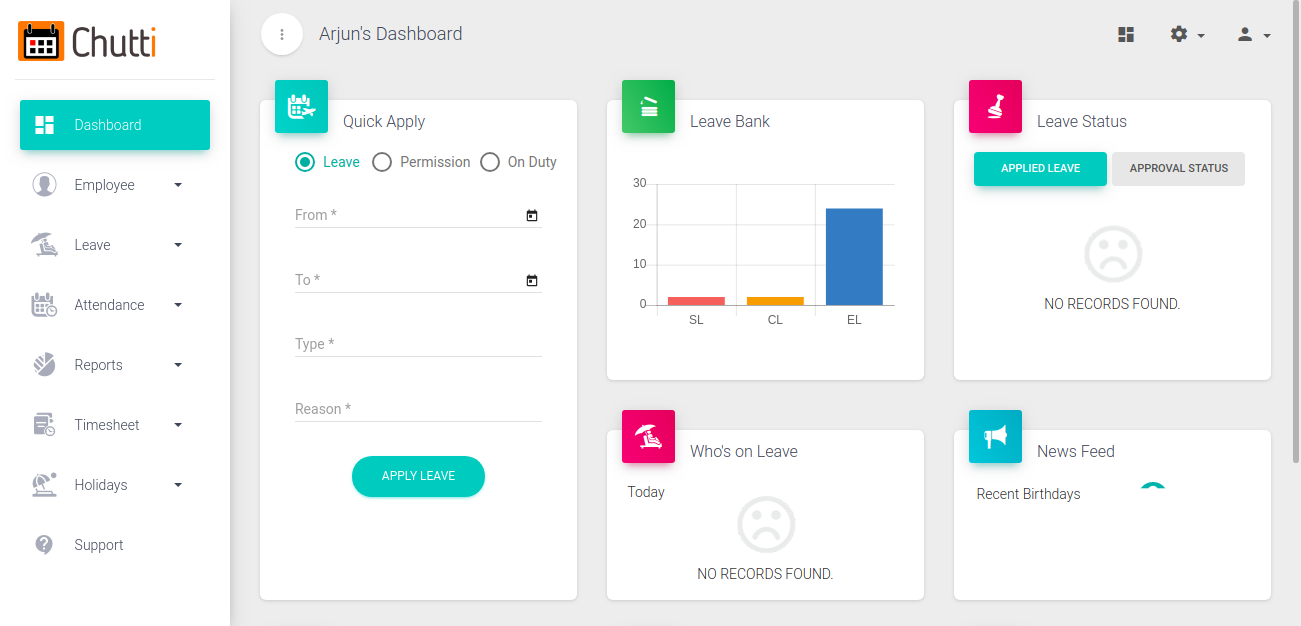 Chutti
Arjun's Dashboard
Dashboard
Employee
Leave
Attendance
Reports
Timesheet
Holidays
Support
Quick Apply
Leave Permission On Duty
From *
To *
Type *
Reason *
APPLY LEAVE
Leave Bank
30
20
10
0
SL CL EL
Leave Status
APPLIED LEAVE APPROVAL STATUS
NO RECORDS FOUND.
Who's on Leave
Today
NO RECORDS FOUND.
News Feed
Recent Birthdays